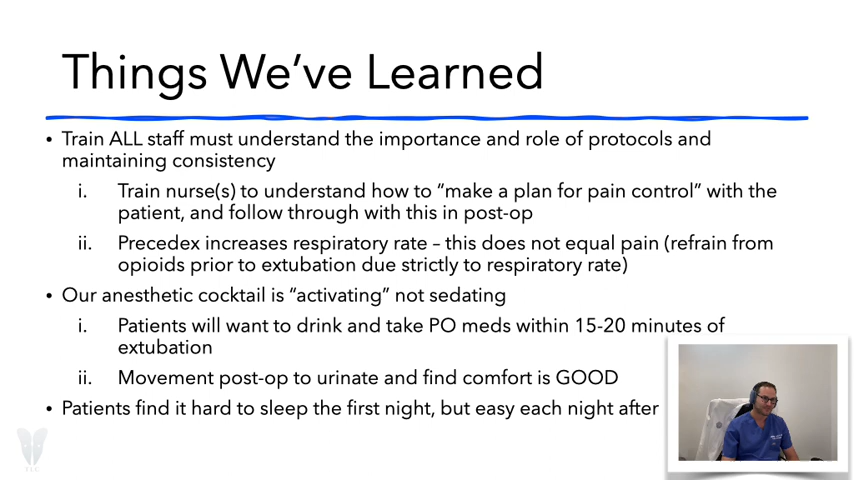 Things We’ve Learned
• Train ALL staff must understand the importance and role of protocols and
maintaining consistency
i. Train nurse(s) to understand how to “make a plan for pain control” with the
patient, and follow through with this in post-op
ii. Precedex increases respiratory rate – this does not equal pain (refrain from
opioids prior to extubation due strictly to respiratory rate)
• Our anesthetic cocktail is “activating” not sedating
i. Patients will want to drink and take PO meds within 15-20 minutes of
extubation
ii. Movement post-op to urinate and find comfort is GOOD
• Patients find it hard to sleep the first night, but easy each night after
TLC